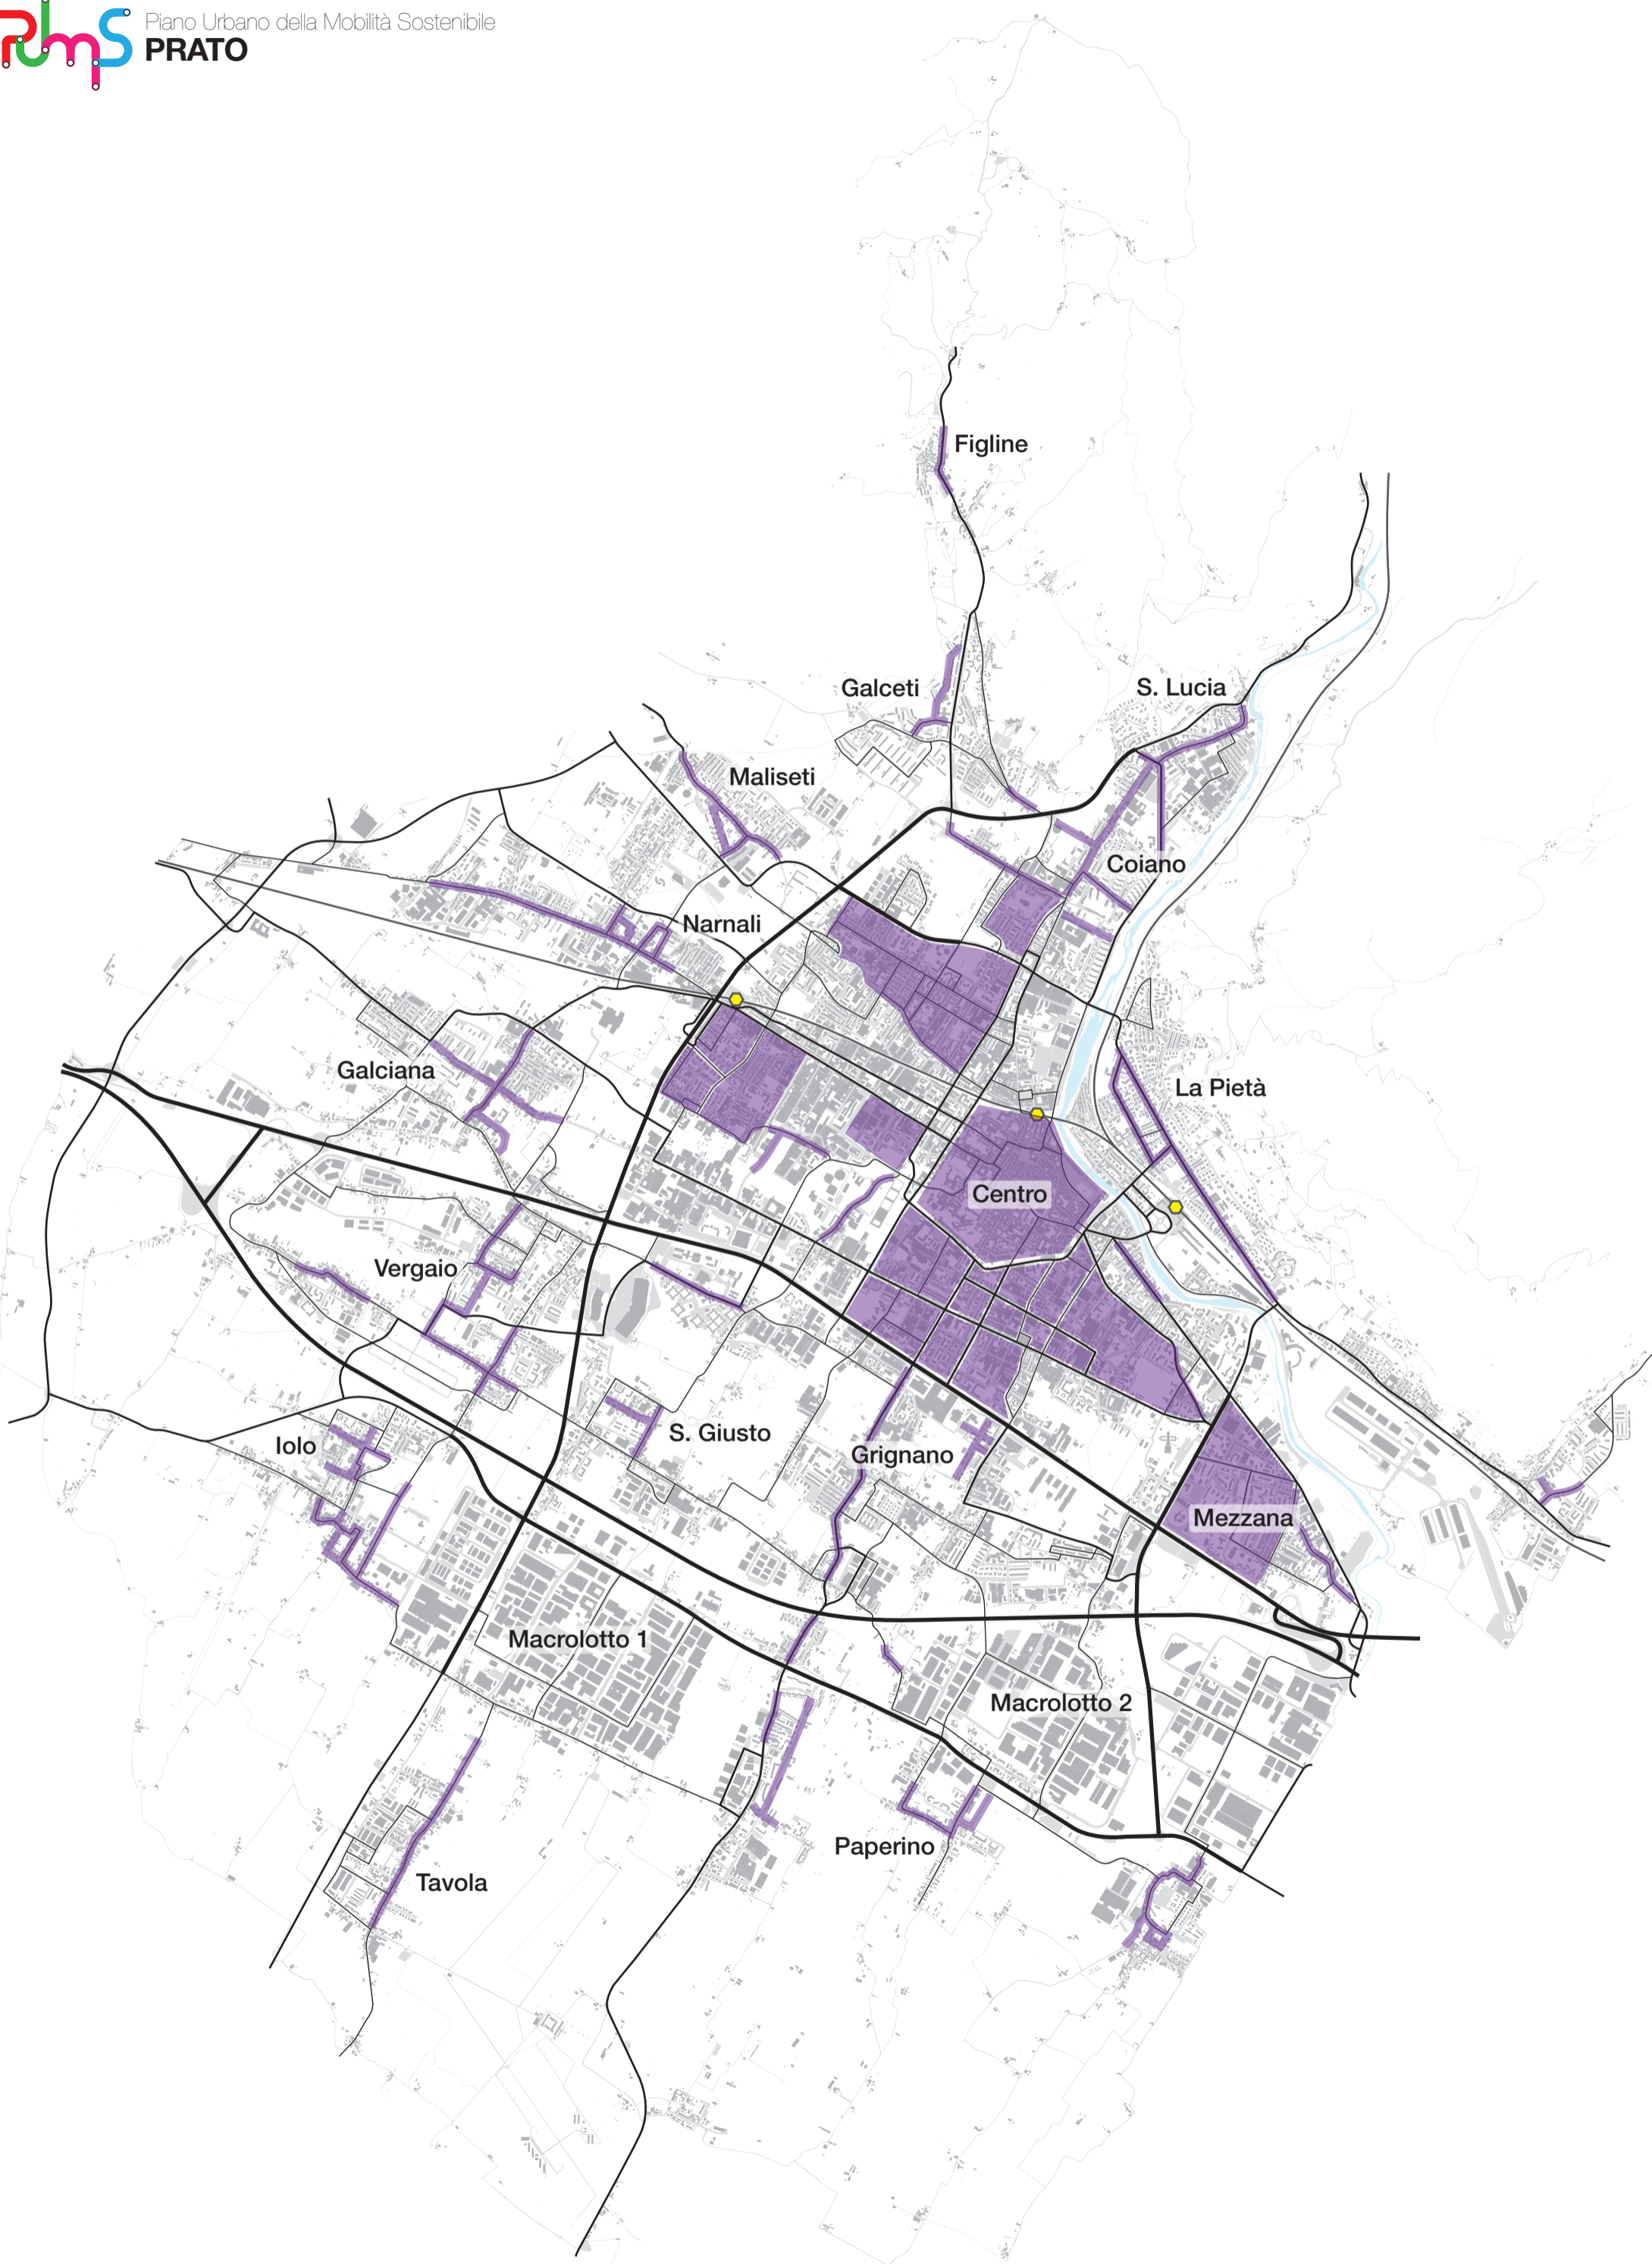 PUMS
Piano Urbano della Mobilità Sostenibile
PRATO
Figline
Galceti
S. Lucia
Maliseti
Coiano
Narnali
Galciana
La Pietà
Centro
Vergaio
S. Giusto
Iolo
Grignano
Mezzana
Macrolotto 1
Macrolotto 2
Paperino
Tavola